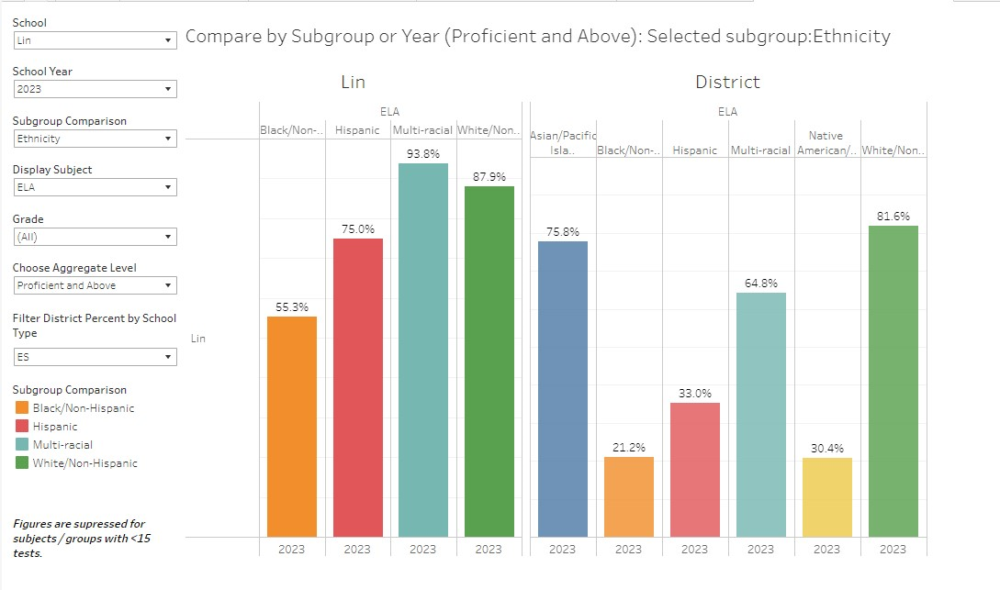 School
Lin
School Year
2023
Subgroup Comparison
Ethnicity
Display Subject
ELA
Grade
(All)
Choose Aggregate Level
Proficient and Above
Filter District Percent by School
Type
ES
Subgroup Comparison
Black/Non-Hispanic
Hispanic
Multi-racial
White/Non-Hispanic
Figures are supressed for
subjects / groups with <15
tests.
Compare by Subgroup or Year (Proficient and Above): Selected subgroup:Ethnicity
Lin
ELA
Black/Non-.. Hispanic Multi-racial White/Non..
93.8%
87.9%
75.0%
55.3%
Lin
2023 2023 2023 2023
District
ELA
Asian/Pacific
Isla.. Black/Non-.. Hispanic Multi-racial Native
American/.. White/Non..
81.6%
75.8%
64.8%
33.0%
21.2% 30.4%
2023 2023 2023 2023 2023 2023